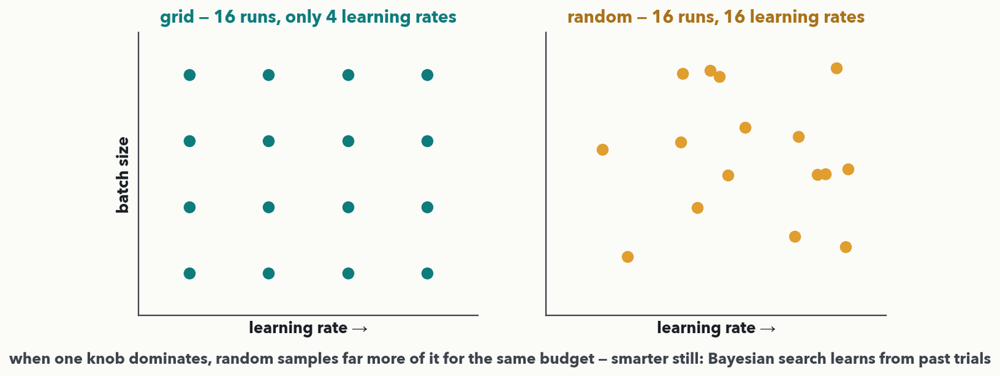 grid – 16 runs, only 4 learning rates
random – 16 runs, 16 learning rates
batch size
learning rate →
learning rate →
when one knob dominates, random samples far more of it for the same budget – smarter still: Bayesian search learns from past trials